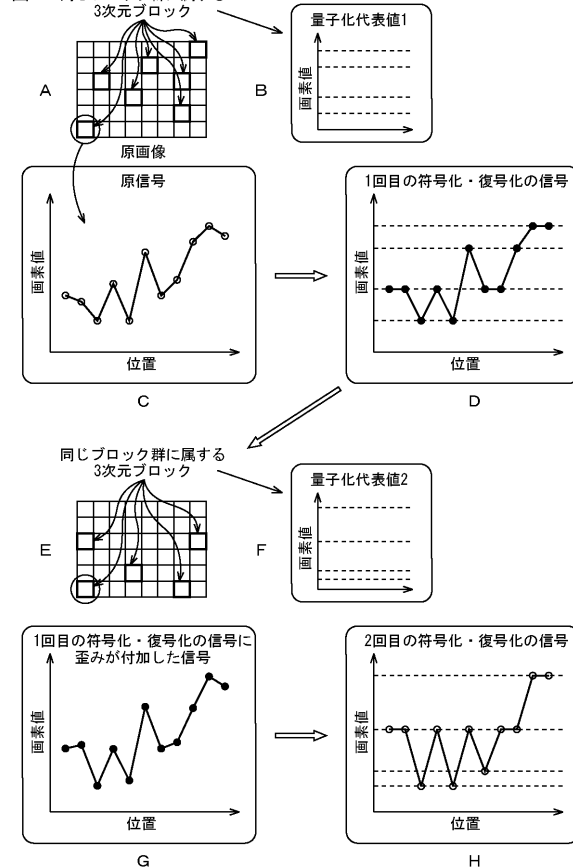 3次元ブロック
量子化代表値1
画素値
A
B
原画像
原信号
画素値
位置
C
1回目の符号化・復号化の信号
画素値
位置
D
同じブロック群に属する
3次元ブロック
量子化代表値2
画素値
E
F
1回目の符号化・復号化の信号に
歪みが付加した信号
画素値
位置
G
2回目の符号化・復号化の信号
画素値
位置
H